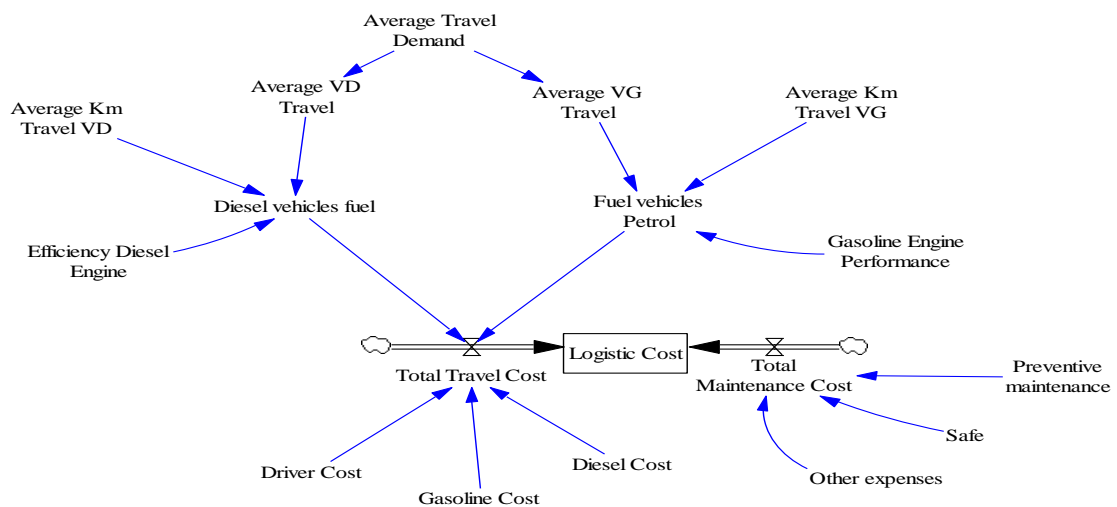 Average Travel
Demand
Average VD
Travel
Average VG
Travel
Average Km
Travel VD
Average Km
Travel VG
Diesel vehicles fuel
Fuel vehicles
Petrol
Efficiency Diesel
Engine
Gasoline Engine
Performance
Logistic Cost
Total Travel Cost
Total
Maintenance Cost
Preventive
maintenance
Safe
Other expenses
Driver Cost
Gasoline Cost
Diesel Cost